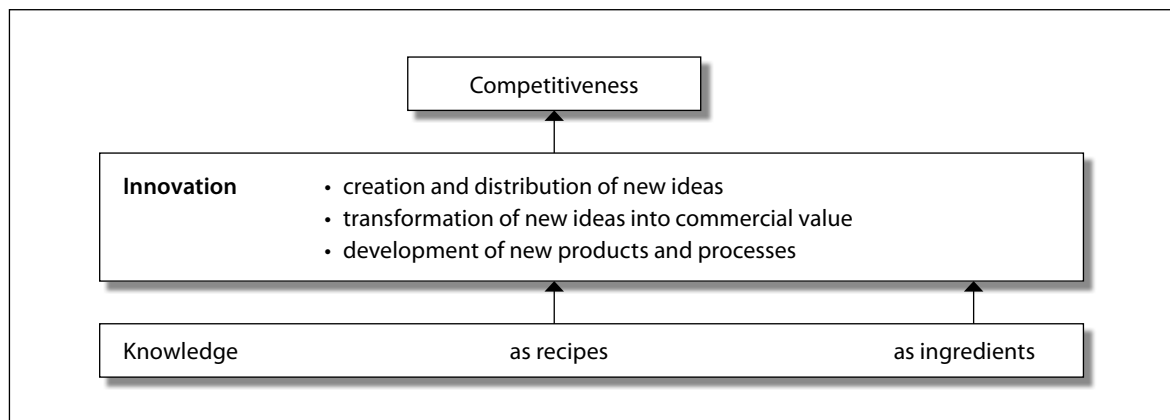 Competitiveness
Innovation • creation and distribution of new ideas
• transformation of new ideas into commercial value
• development of new products and processes
Knowledge as recipes as ingredients